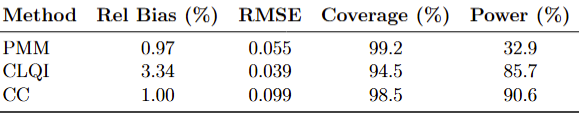 Method Rel Bias (%) RMSE Coverage (%) Power (%)
PMM 0.97 0.055 99.2 32.9
CLQI 3.34 0.039 94.5 85.7
CC 1.00 0.099 98.5 90.6